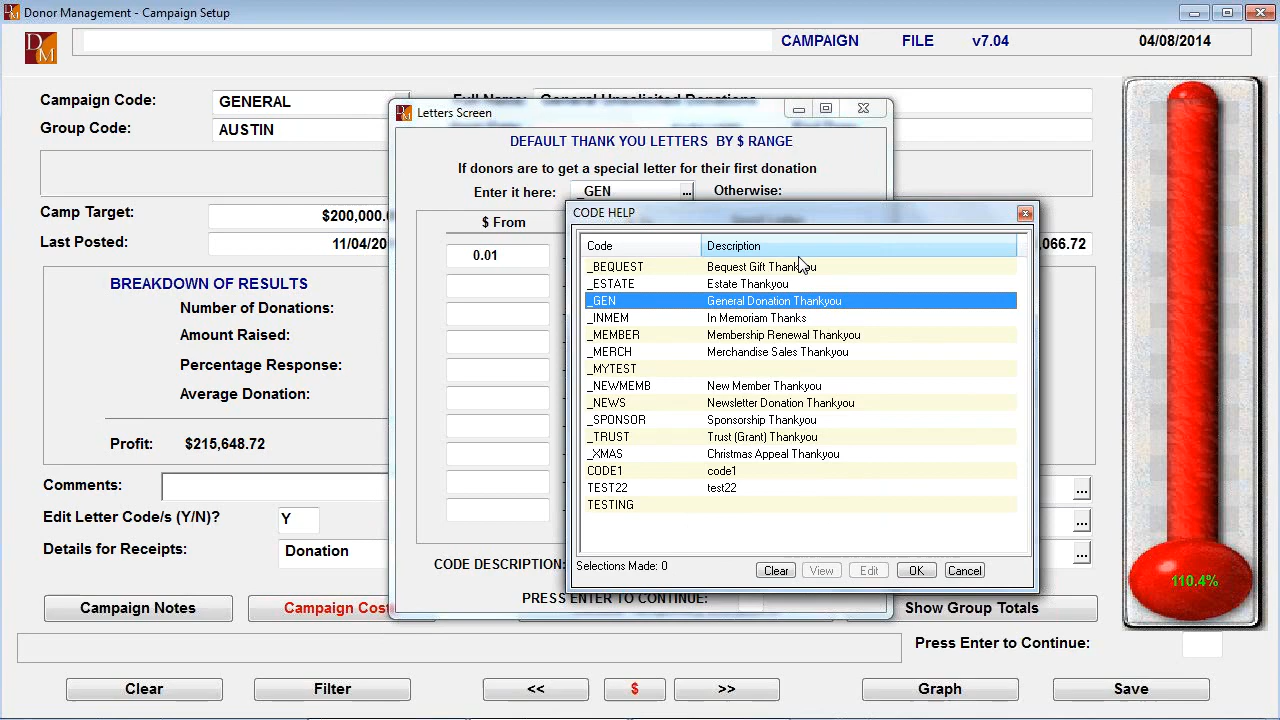 Donor Management - Campaign Setup
DM
CAMPAIGN FILE v7.04 04/08/2014
Campaign Code: GENERAL
General Unsolicited Donations
Group Code: AUSTIN
Camp Target: $200,000.
Last Posted: 11/04/20
066.72
BREAKDOWN OF RESULTS
Number of Donations:
Amount Raised:
Percentage Response:
Average Donation:
Profit: $215,648.72
Comments:
...
Edit Letter Code/s (Y/N)? Y
...
Details for Receipts: Donation
...
Campaign Notes
Campaign Cost
Show Group Totals
Press Enter to Continue:
Clear
Filter
<<
$
>>
Graph
Save
110.4%
Letters Screen
DEFAULT THANK YOU LETTERS BY $ RANGE
If donors are to get a special letter for their first donation
Enter it here: _GEN ... Otherwise:
$ From
0.01
CODE DESCRIPTION:
PRESS ENTER TO CONTINUE:
CODE HELP
Code Description
_BEQUEST Bequest Gift Thankyou
_ESTATE Estate Thankyou
_GEN General Donation Thankyou
_INMEM In Memoriam Thanks
_MEMBER Membership Renewal Thankyou
_MERCH Merchandise Sales Thankyou
_MYTEST
_NEWMEMB New Member Thankyou
_NEWS Newsletter Donation Thankyou
_SPONSOR Sponsorship Thankyou
_TRUST Trust (Grant) Thankyou
_XMAS Christmas Appeal Thankyou
CODE1 code1
TEST22 test22
TESTING
Selections Made: 0
Clear
View
Edit
OK
Cancel